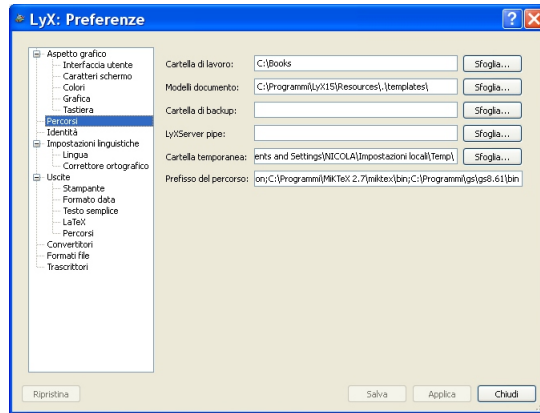 LyX: Preferenze
Aspetto grafico
Interfaccia utente
Caratteri schermo
Colori
Grafica
Tastiera
Percorsi
Identità
Impostazioni linguistiche
Lingua
Correttore ortografico
Uscite
Stampante
Formato data
Testo semplice
LaTeX
Percorsi
Convertitori
Formati file
Trascrittori
Cartella di lavoro: C:\Books Sfoglia...
Modelli documento: C:\Programmi\LyX15\Resources\.\templates\ Sfoglia...
Cartella di backup: Sfoglia...
LyXServer pipe: Sfoglia...
Cartella temporanea: ents and Settings\NICOLA\Impostazioni locali\Temp\ Sfoglia...
Prefisso del percorso: on;C:\Programmi\MiKTeX 2.7\miktex\bin;C:\Programmi\gs\gs8.61\bin
Ripristina Salva Applica Chiudi